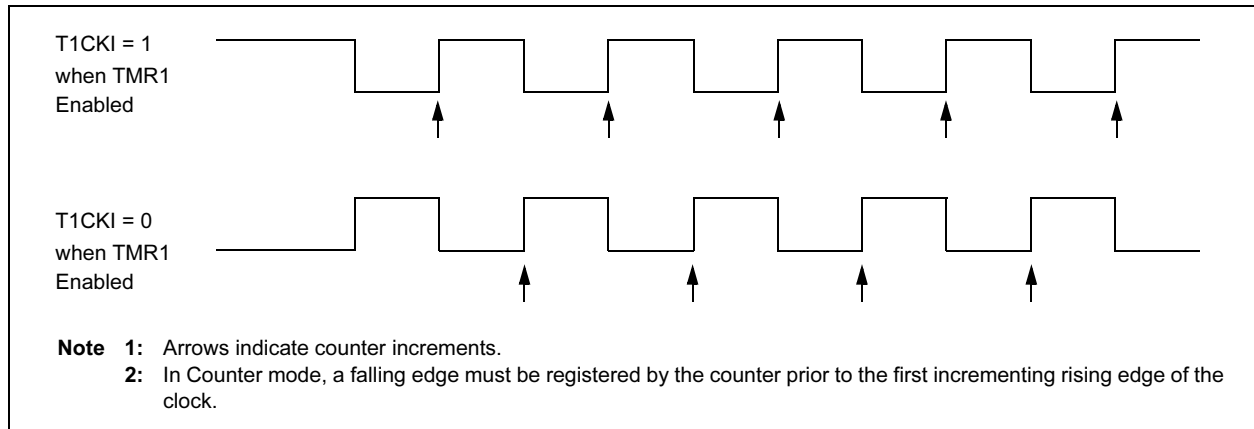 T1CKI = 1
when TMR1
Enabled
T1CKI = 0
when TMR1
Enabled
Note 1: Arrows indicate counter increments.
2: In Counter mode, a falling edge must be registered by the counter prior to the first incrementing rising edge of the
clock.